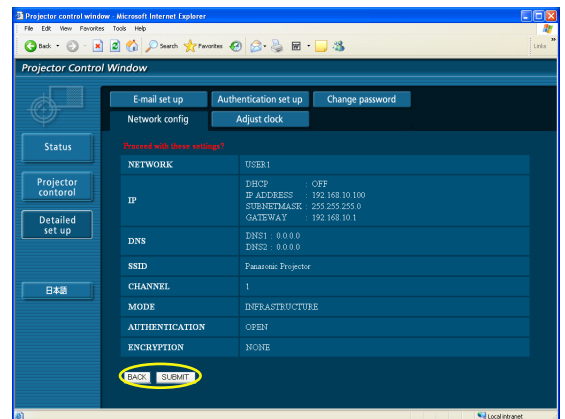 Projector control window - Microsoft Internet Explorer
File Edit View Favorites Tools Help
Back Search Favorites Links
Projector Control Window
E-mail set up Authentication set up Change password
Network config Adjust clock
Status
Projector contorol
Detailed set up
日本語
Proceed with these settings?
NETWORK USER1
IP DHCP : OFF
IP ADDRESS : 192.168.10.100
SUBNETMASK : 255.255.255.0
GATEWAY : 192.168.10.1
DNS DNS1 : 0.0.0.0
DNS2 : 0.0.0.0
SSID Panasonic Projector
CHANNEL 1
MODE INFRASTRUCTURE
AUTHENTICATION OPEN
ENCRYPTION NONE
BACK SUBMIT
Local intranet